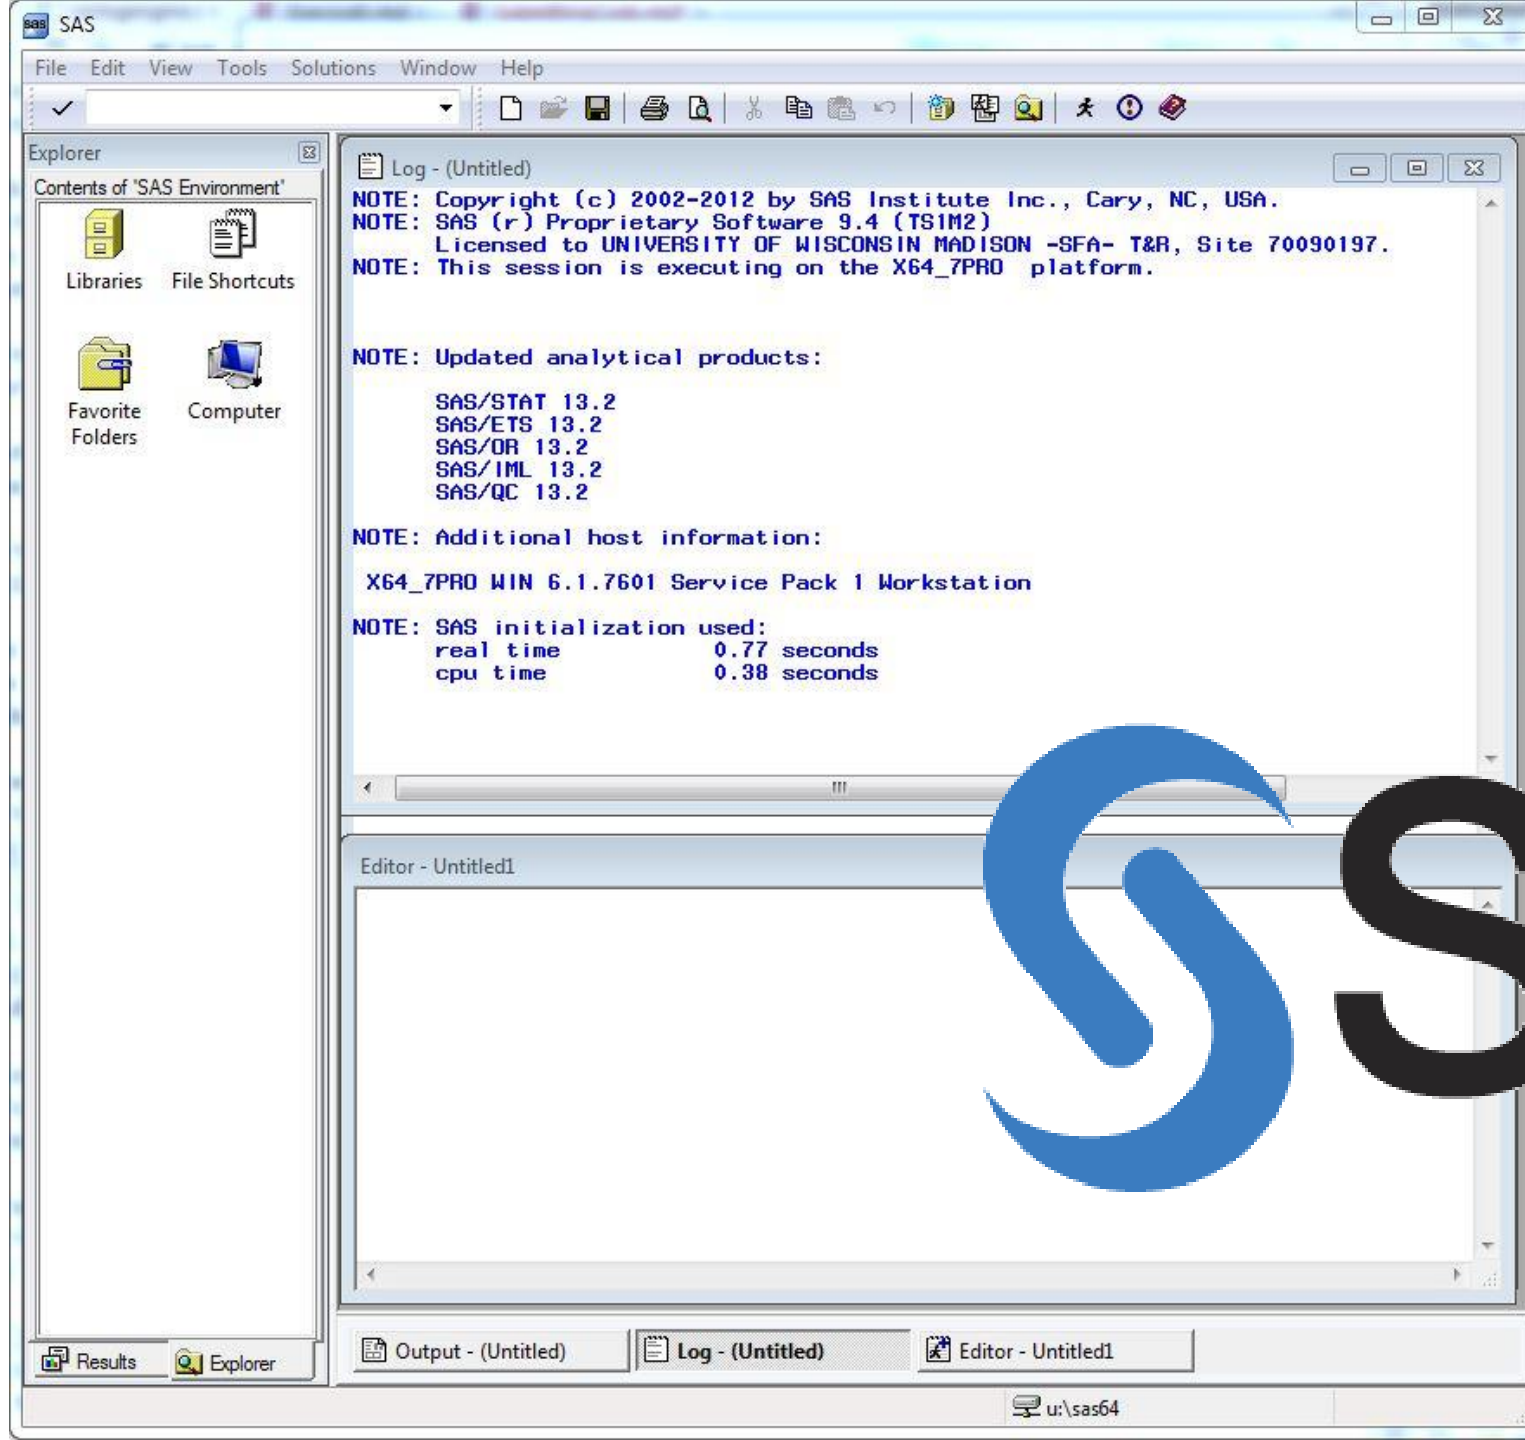 sas SAS
File Edit View Tools Solutions Window Help
Explorer
Contents of 'SAS Environment'
Libraries File Shortcuts
Favorite Folders
Computer
Log - (Untitled)
NOTE: Copyright (c) 2002-2012 by SAS Institute Inc., Cary, NC, USA.
NOTE: SAS (r) Proprietary Software 9.4 (TS1M2)
Licensed to UNIVERSITY OF WISCONSIN MADISON -SFA- T&R, Site 70090197.
NOTE: This session is executing on the X64_7PRO platform.
NOTE: Updated analytical products:
SAS/STAT 13.2
SAS/ETS 13.2
SAS/OR 13.2
SAS/IML 13.2
SAS/QC 13.2
NOTE: Additional host information:
X64_7PRO WIN 6.1.7601 Service Pack 1 Workstation
NOTE: SAS initialization used:
real time 0.77 seconds
cpu time 0.38 seconds
Editor - Untitled1
S
Results Explorer
Output - (Untitled) Log - (Untitled) Editor - Untitled1
u:\sas64